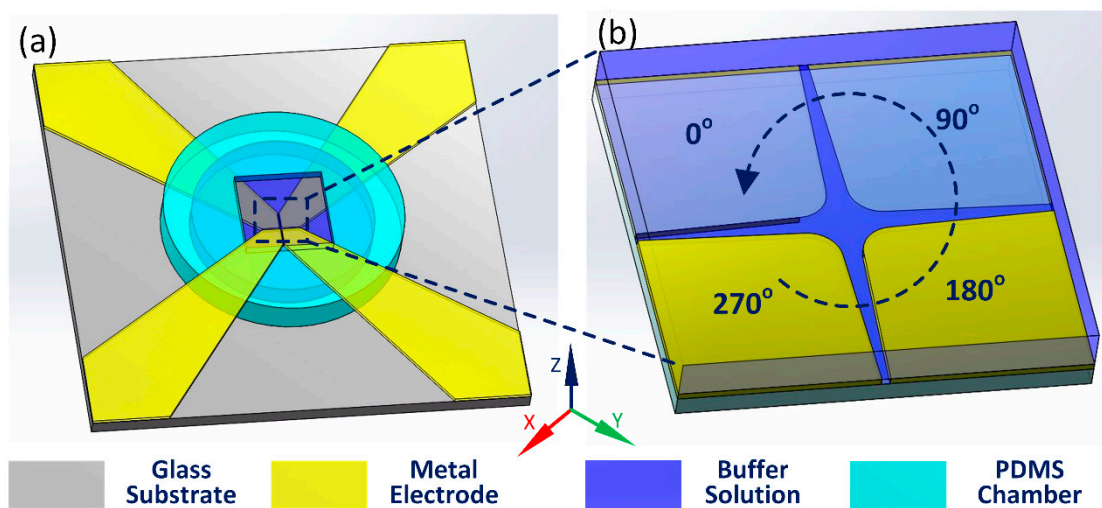 (a)
(b)
0°
90°
270°
180°
Z
X
Y
Glass
Substrate
Metal
Electrode
Buffer
Solution
PDMS
Chamber